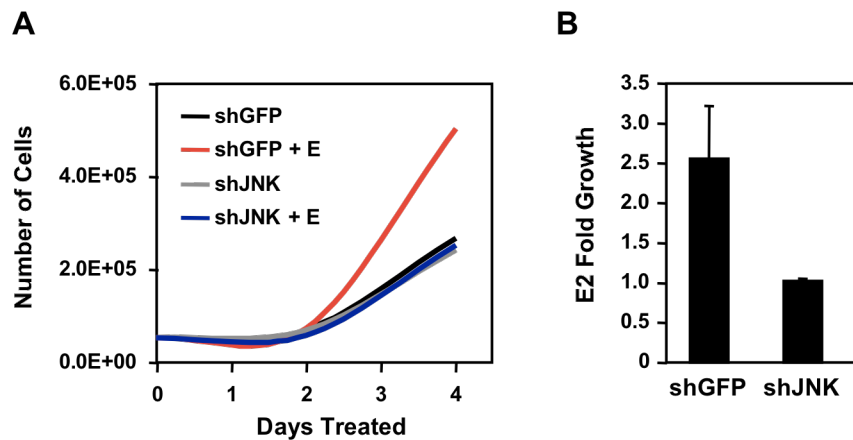 A
Number of Cells
6.0E+05
4.0E+05
2.0E+05
0.0E+00
shGFP
shGFP + E
shJNK
shJNK + E
0 1 2 3 4
Days Treated
B
E2 Fold Growth
3.5
3.0
2.5
2.0
1.5
1.0
0.5
0
shGFP shJNK